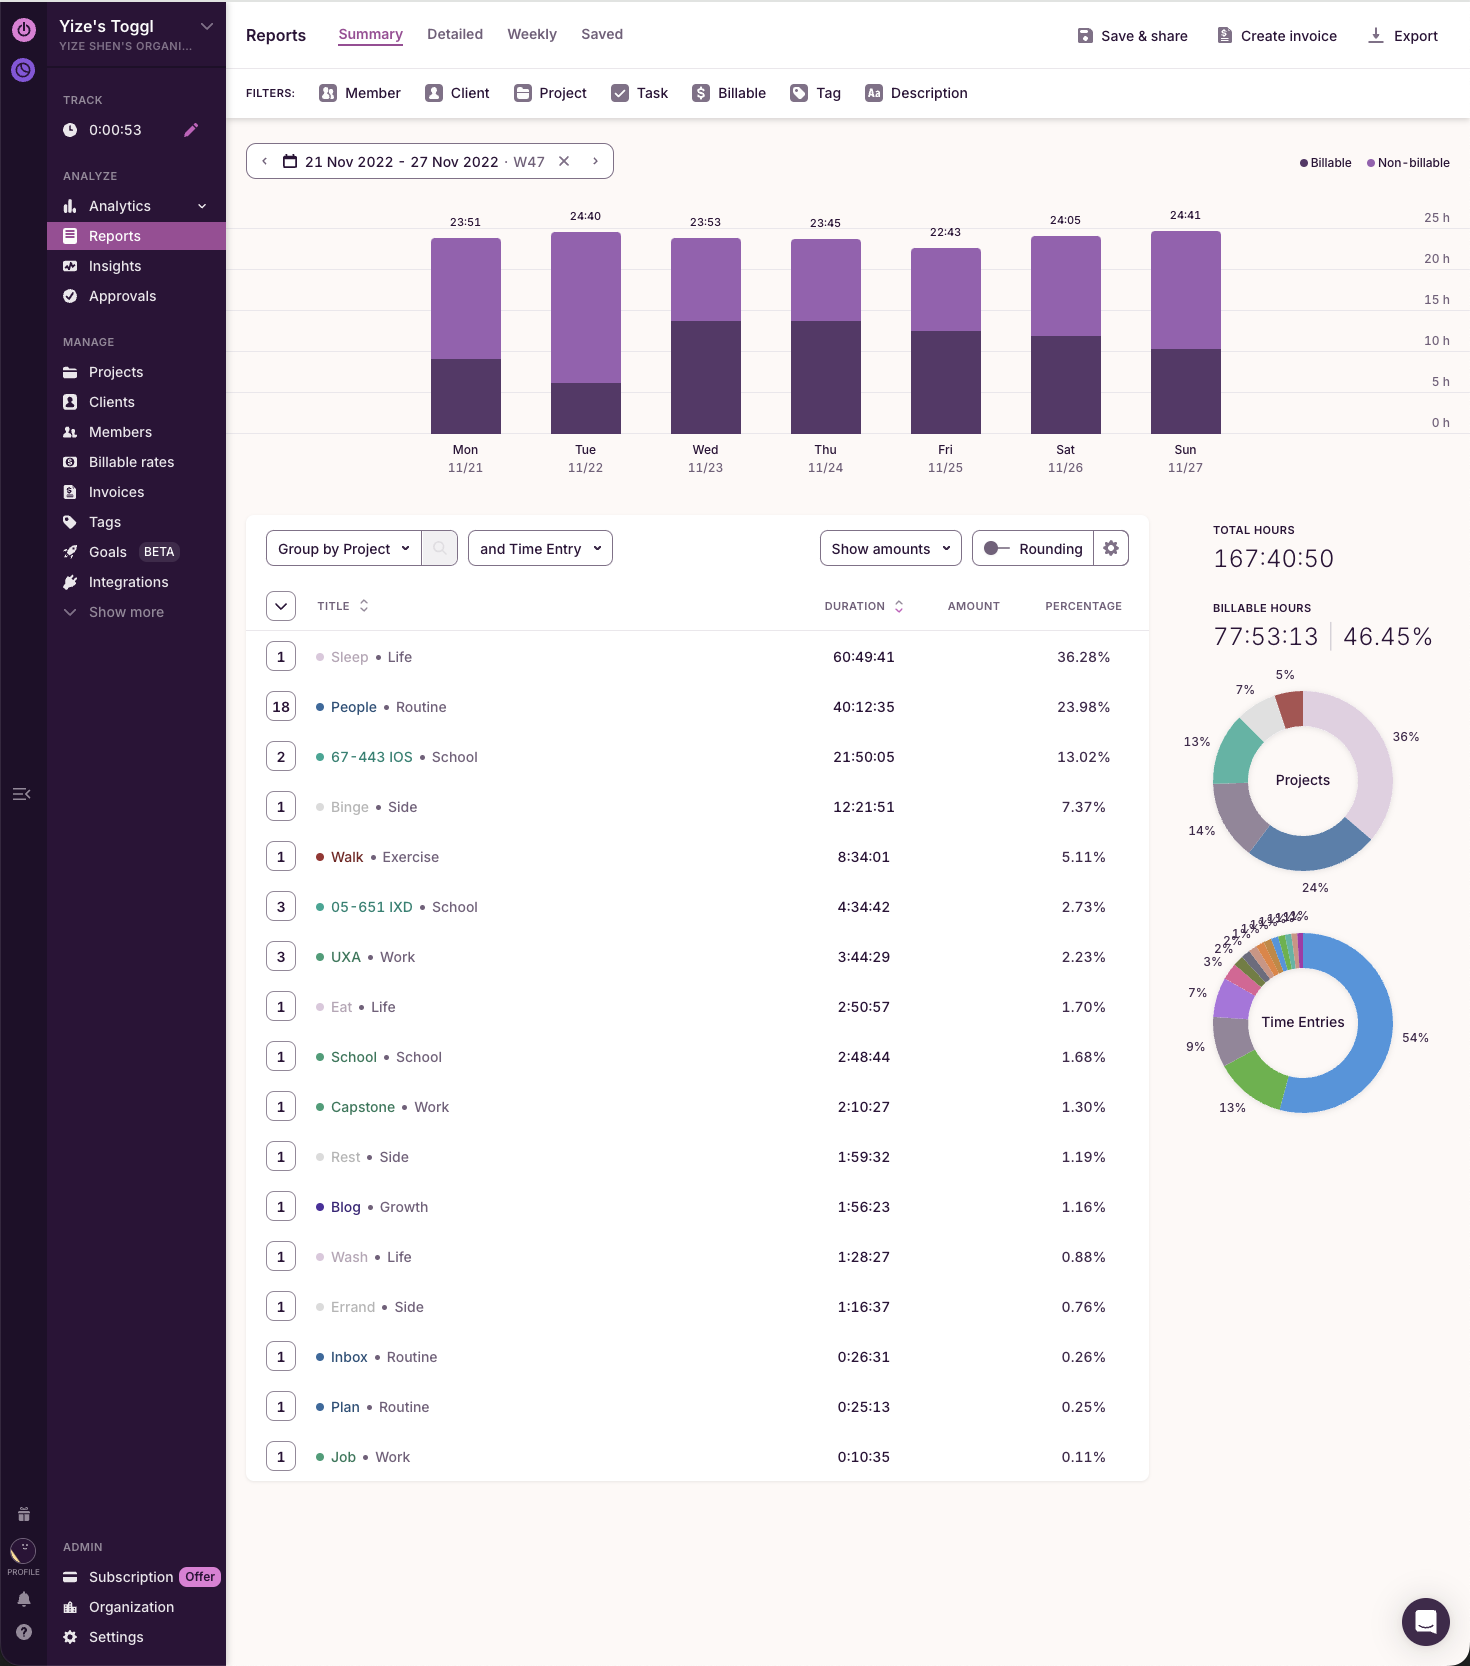 Yize's Toggl
YIZE SHEN'S ORGANI...
TRACK
0:00:53
ANALYZE
Analytics
Reports
Insights
Approvals
MANAGE
Projects
Clients
Members
Billable rates
Invoices
Tags
Goals BETA
Integrations
Show more
PROFILE
ADMIN
Subscription Offer
Organization
Settings
Reports Summary Detailed Weekly Saved Save & share Create invoice Export
FILTERS: Member Client Project Task Billable Tag Aa Description
21 Nov 2022 - 27 Nov 2022 · W47
Billable Non-billable
23:51 24:40 23:53 23:45 22:43 24:05 24:41
25 h
20 h
15 h
10 h
5 h
0 h
Mon Tue Wed Thu Fri Sat Sun
11/21 11/22 11/23 11/24 11/25 11/26 11/27
Group by Project and Time Entry Show amounts Rounding
TITLE DURATION AMOUNT PERCENTAGE
1 Sleep • Life 60:49:41 36.28%
18 People • Routine 40:12:35 23.98%
2 67-443 IOS • School 21:50:05 13.02%
1 Binge • Side 12:21:51 7.37%
1 Walk • Exercise 8:34:01 5.11%
3 05-651 IXD • School 4:34:42 2.73%
3 UXA • Work 3:44:29 2.23%
1 Eat • Life 2:50:57 1.70%
1 School • School 2:48:44 1.68%
1 Capstone • Work 2:10:27 1.30%
1 Rest • Side 1:59:32 1.19%
1 Blog • Growth 1:56:23 1.16%
1 Wash • Life 1:28:27 0.88%
1 Errand • Side 1:16:37 0.76%
1 Inbox • Routine 0:26:31 0.26%
1 Plan • Routine 0:25:13 0.25%
1 Job • Work 0:10:35 0.11%
TOTAL HOURS
167:40:50
BILLABLE HOURS
77:53:13 46.45%
5%
7%
36%
13%
Projects
14%
24%
1%
2%
2%
3%
7%
Time Entries
54%
9%
13%